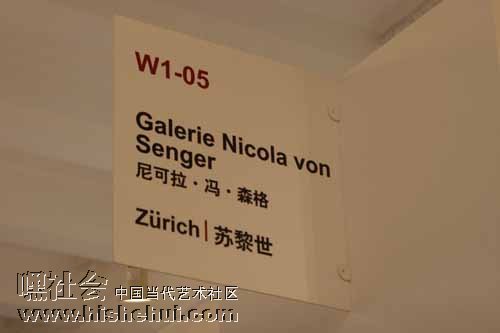 W1-05
Galerie Nicola von
Senger
尼可拉·冯·森格
Zürich | 苏黎世
嘿社会 中国当代艺术社区
www.hishehui.com